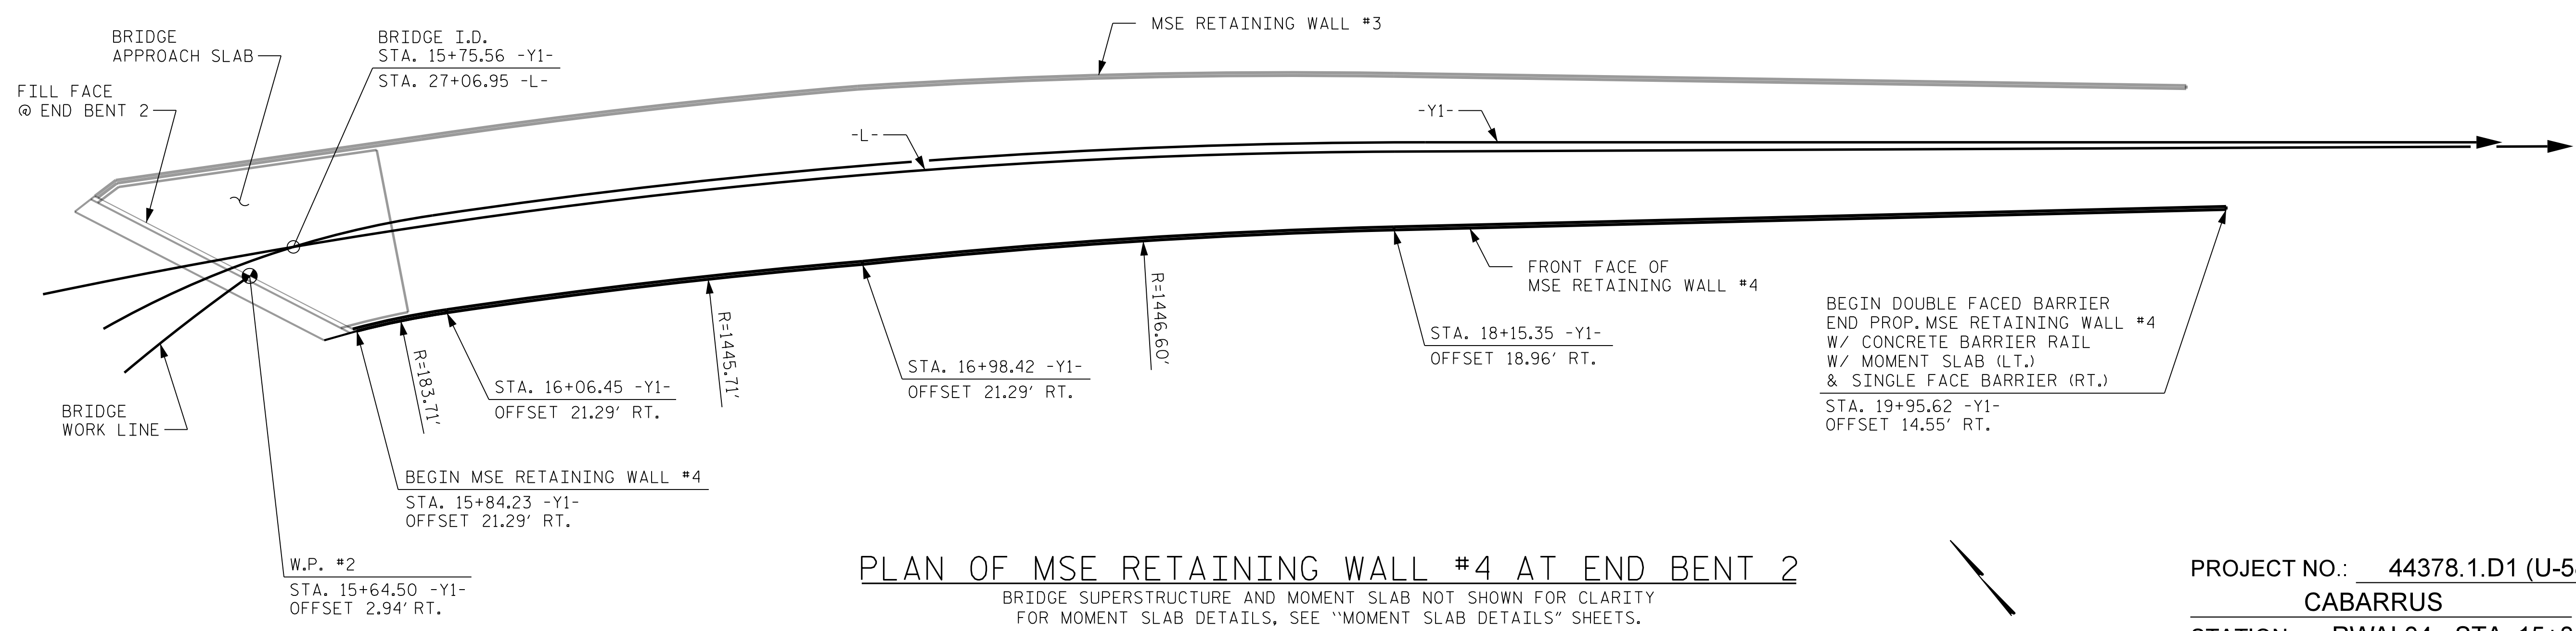 MSE RETAINING WALL #3
BRIDGE
APPROACH SLAB
BRIDGE I.D.
STA. 15+75.56 -Y1-
STA. 27+06.95 -L-
FILL FACE
@ END BENT 2
-L-
-Y1-
FRONT FACE OF
MSE RETAINING WALL #4
BEGIN DOUBLE FACED BARRIER
END PROP. MSE RETAINING WALL #4
W/ CONCRETE BARRIER RAIL
W/ MOMENT SLAB (LT.)
& SINGLE FACE BARRIER (RT.)
STA. 19+95.62 -Y1-
OFFSET 14.55' RT.
R=1446.60'
STA. 18+15.35 -Y1-
OFFSET 18.96' RT.
R=1445.71'
STA. 16+98.42 -Y1-
OFFSET 21.29' RT.
R=183.71'
STA. 16+06.45 -Y1-
OFFSET 21.29' RT.
BRIDGE
WORK LINE
BEGIN MSE RETAINING WALL #4
STA. 15+84.23 -Y1-
OFFSET 21.29' RT.
W.P. #2
STA. 15+64.50 -Y1-
OFFSET 2.94' RT.
PLAN OF MSE RETAINING WALL #4 AT END BENT 2
BRIDGE SUPERSTRUCTURE AND MOMENT SLAB NOT SHOWN FOR CLARITY
FOR MOMENT SLAB DETAILS, SEE ``MOMENT SLAB DETAILS" SHEETS.
PROJECT NO.: 44378.1.D1 (U-5
CABARRUS